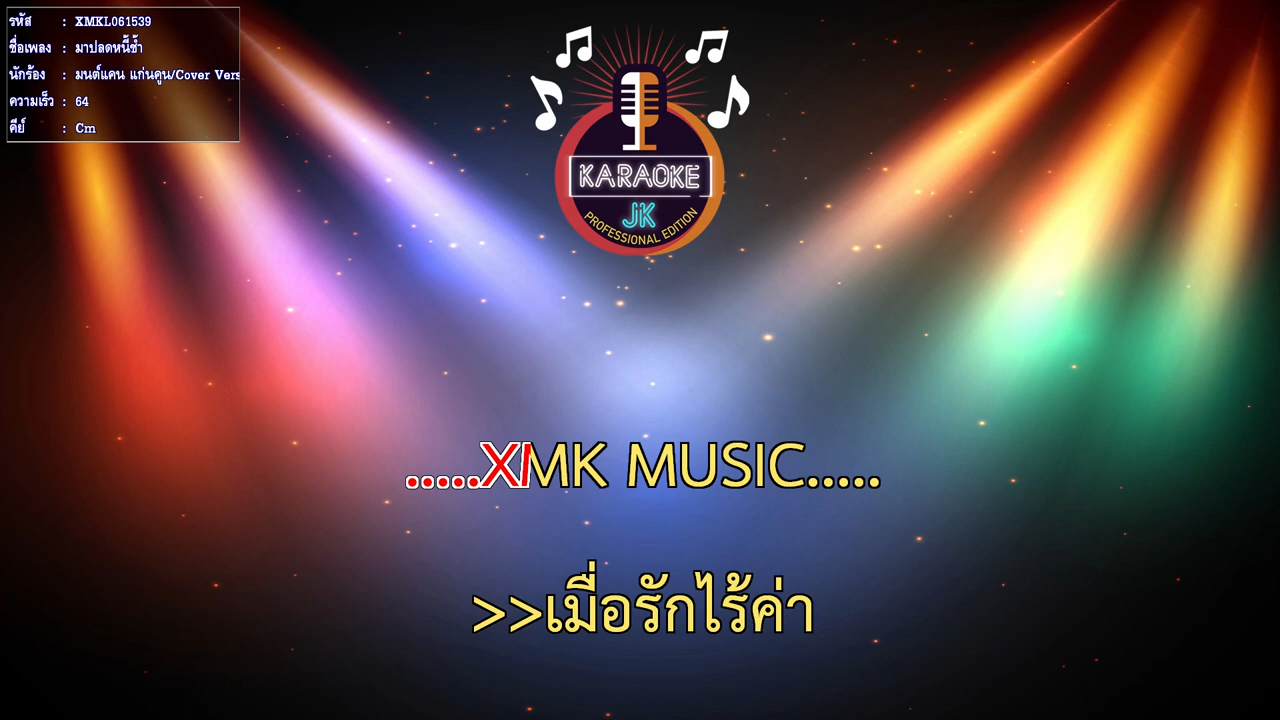 รหัส : XMKL061539
ชื่อเพลง : มาปลดหนี้ซ้ำ
นักร้อง : มนต์แคน แก่นคูน/Cover Vers
ความเร็ว : 64
คีย์ : Cm
KARAOKE
JK
PROFESSIONAL EDITION
.....XMK MUSIC.....
>>เมื่อรักไร้ค่า